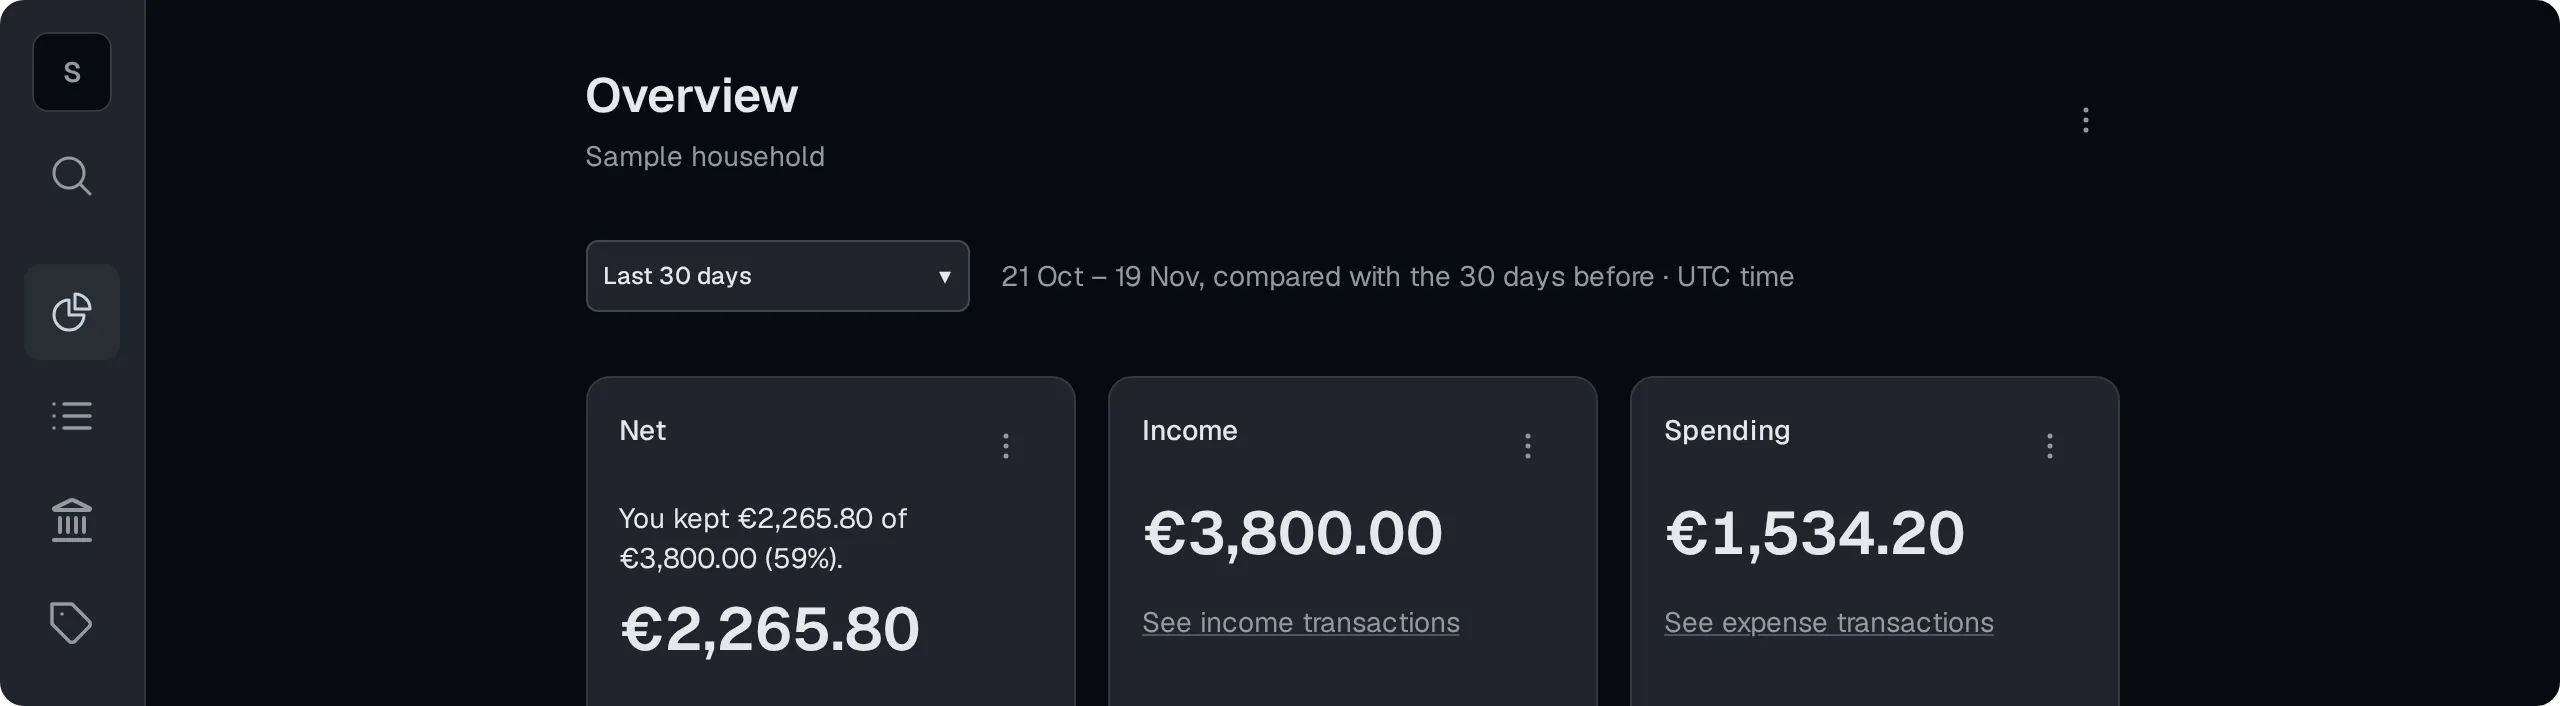 S
Overview
Sample household
Last 30 days ▼
21 Oct – 19 Nov, compared with the 30 days before · UTC time
Net
You kept €2,265.80 of
€3,800.00 (59%).
€2,265.80
Income
€3,800.00
See income transactions
Spending
€1,534.20
See expense transactions